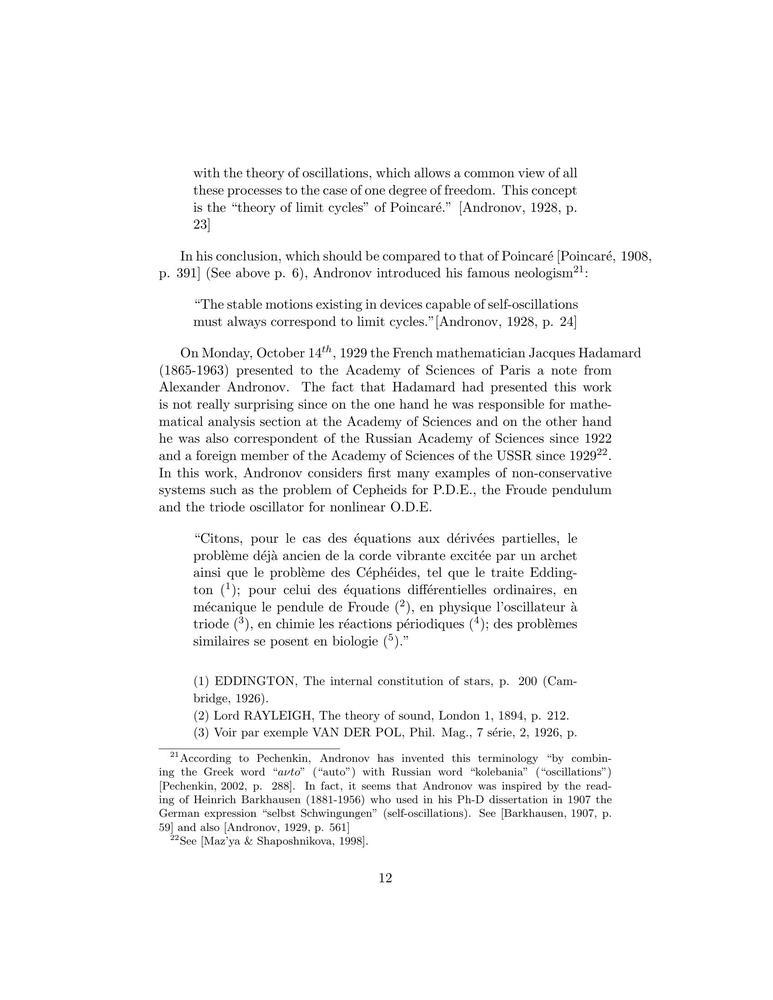 with the theory of oscillations, which allows a common view of all
these processes to the case of one degree of freedom. This concept
is the “theory of limit cycles” of Poincaré.” [Andronov, 1928, p.
23]
In his conclusion, which should be compared to that of Poincaré [Poincaré, 1908,
p. 391] (See above p. 6), Andronov introduced his famous neologism21:
“The stable motions existing in devices capable of self-oscillations
must always correspond to limit cycles.”[Andronov, 1928, p. 24]
On Monday, October 14th, 1929 the French mathematician Jacques Hadamard
(1865-1963) presented to the Academy of Sciences of Paris a note from
Alexander Andronov. The fact that Hadamard had presented this work
is not really surprising since on the one hand he was responsible for mathe-
matical analysis section at the Academy of Sciences and on the other hand
he was also correspondent of the Russian Academy of Sciences since 1922
and a foreign member of the Academy of Sciences of the USSR since 192922.
In this work, Andronov considers first many examples of non-conservative
systems such as the problem of Cepheids for P.D.E., the Froude pendulum
and the triode oscillator for nonlinear O.D.E.
“Citons, pour le cas des équations aux dérivées partielles, le
problème déjà ancien de la corde vibrante excitée par un archet
ainsi que le problème des Céphéides, tel que le traite Edding-
ton (1); pour celui des équations différentielles ordinaires, en
mécanique le pendule de Froude (2), en physique l’oscillateur à
triode (3), en chimie les réactions périodiques (4); des problèmes
similaires se posent en biologie (5).”
(1) EDDINGTON, The internal constitution of stars, p. 200 (Cam-
bridge, 1926).
(2) Lord RAYLEIGH, The theory of sound, London 1, 1894, p. 212.
(3) Voir par exemple VAN DER POL, Phil. Mag., 7 série, 2, 1926, p.
21According to Pechenkin, Andronov has invented this terminology “by combin-
ing the Greek word “αυto” (“auto”) with Russian word “kolebania” (“oscillations”)
[Pechenkin, 2002, p. 288]. In fact, it seems that Andronov was inspired by the read-
ing of Heinrich Barkhausen (1881-1956) who used in his Ph-D dissertation in 1907 the
German expression “selbst Schwingungen” (self-oscillations). See [Barkhausen, 1907, p.
59] and also [Andronov, 1929, p. 561]
22See [Maz’ya & Shaposhnikova, 1998].
12